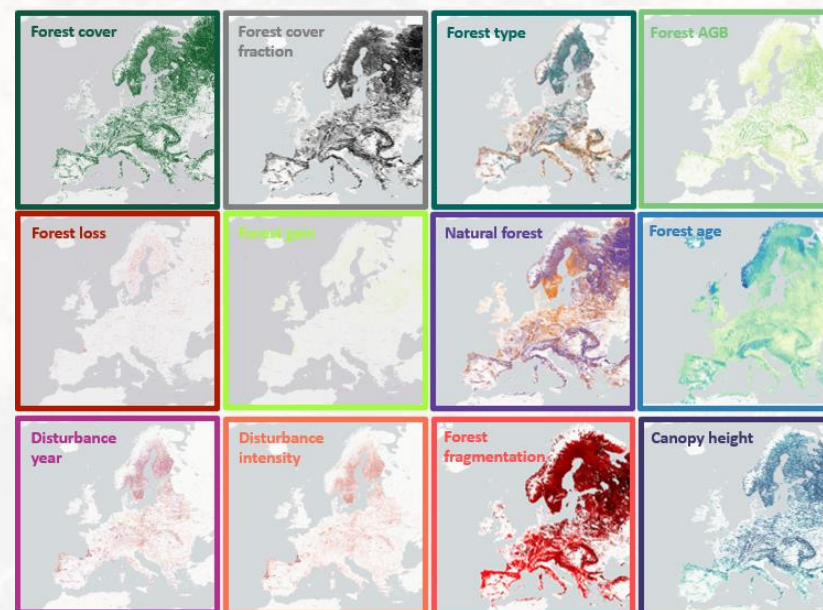 Forest cover
Forest cover
fraction
Forest type
Forest AGB
Forest loss
Forest gain
Natural forest
Forest age
Disturbance
year
Disturbance
intensity
Forest
fragmentation
Canopy height